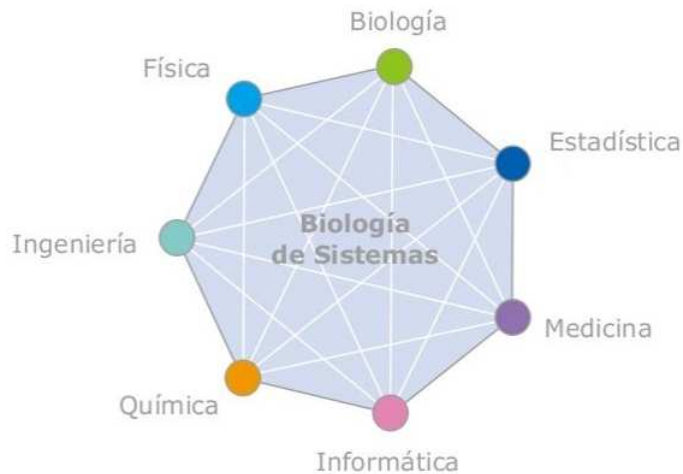 Biología
Física
Estadística
Biología
de Sistemas
Ingeniería
Medicina
Química
Informática